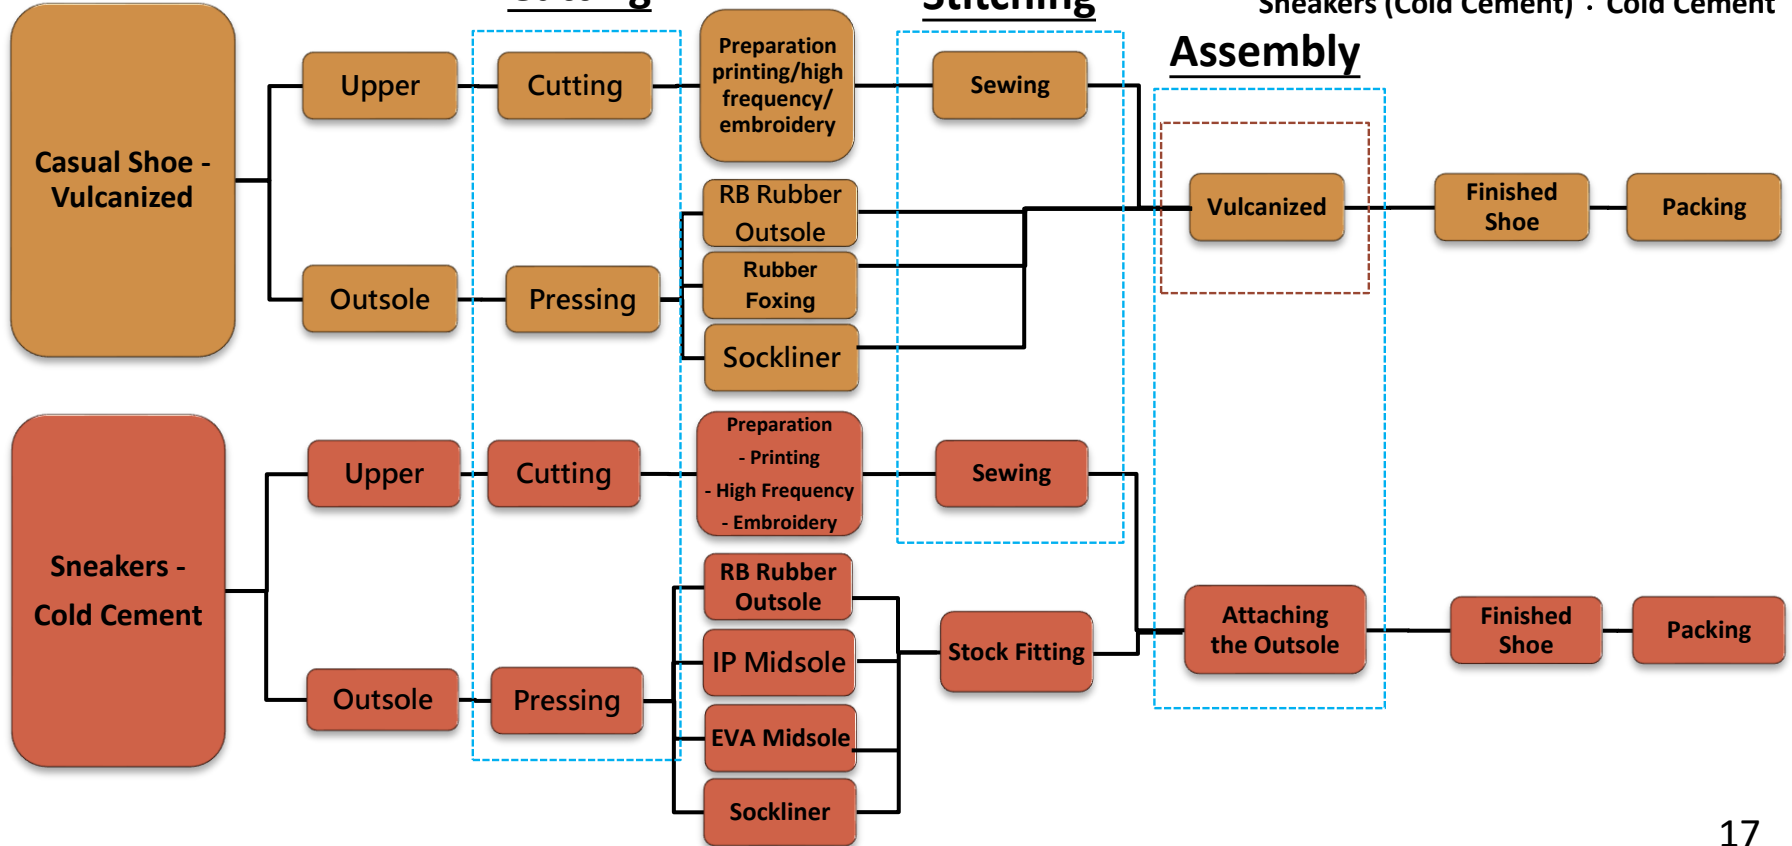 Stitching
Sneakers (Cold Cement) : Cold Cement
Assembly
Casual Shoe -
Vulcanized
Upper
Cutting
Preparation
printing/high
frequency/
embroidery
Sewing
Outsole
Pressing
RB Rubber
Outsole
Rubber
Foxing
Sockliner
Vulcanized
Finished
Shoe
Packing
Sneakers -
Cold Cement
Upper
Cutting
Preparation
- Printing
- High Frequency
- Embroidery
Sewing
Outsole
Pressing
RB Rubber
Outsole
IP Midsole
EVA Midsole
Sockliner
Stock Fitting
Attaching
the Outsole
Finished
Shoe
Packing
17